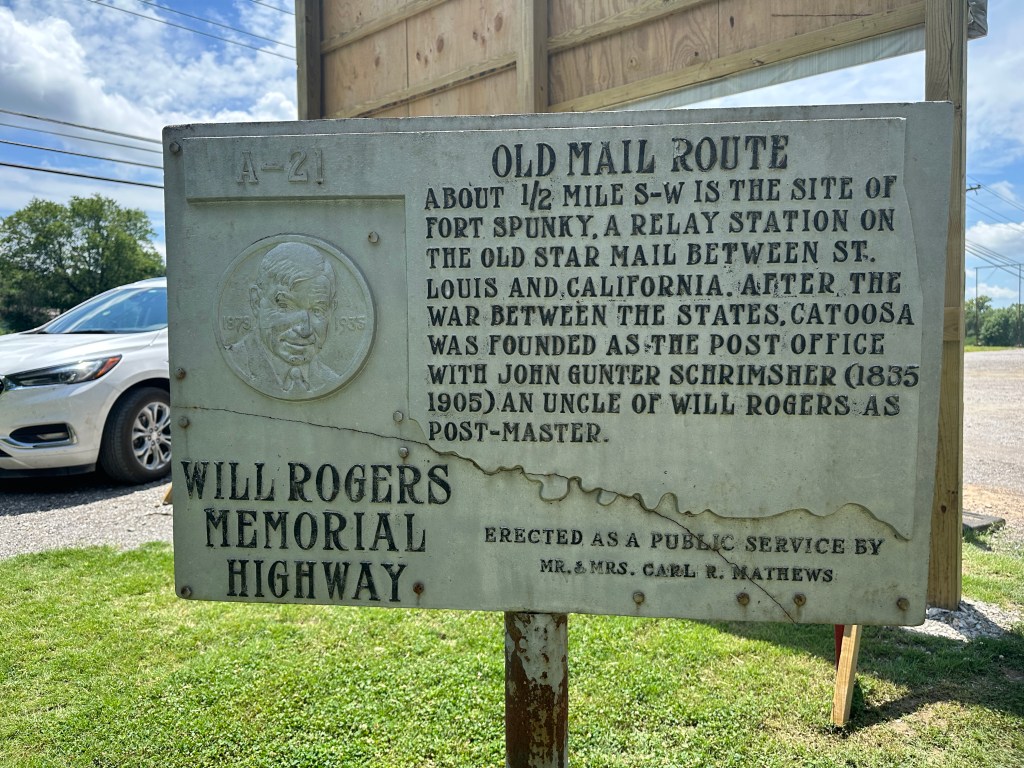 A-21
OLD MAIL ROUTE
ABOUT 1/2 MILE S-W IS THE SITE OF
FORT SPUNKY, A RELAY STATION ON
THE OLD STAR MAIL BETWEEN ST.
LOUIS AND CALIFORNIA. AFTER THE
WAR BETWEEN THE STATES, CATOOSA
WAS FOUNDED AS THE POST OFFICE
WITH JOHN GUNTER SCHRIMSHER (1835
1905) AN UNCLE OF WILL ROGERS AS
POST-MASTER.
1879 1935
WILL ROGERS
MEMORIAL
HIGHWAY
ERECTED AS A PUBLIC SERVICE BY
MR. & MRS. CARL R. MATHEWS